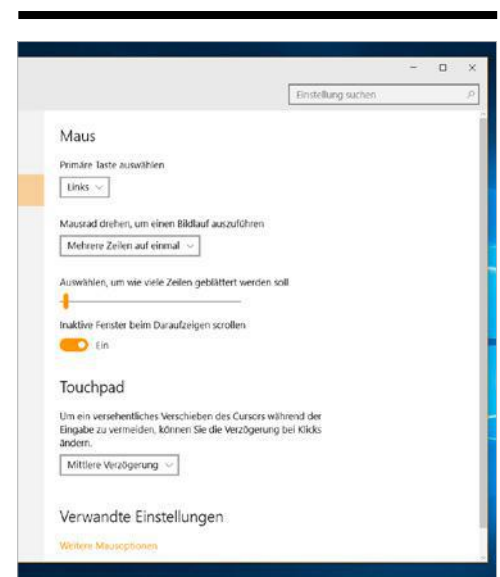 Einstellung suchen
Maus
Primäre Taste auswählen
Links
Mausrad drehen, um einen Bildlauf auszuführen
Mehrere Zeilen auf einmal
Auswählen, um wie viele Zeilen geblättert werden soll
Inaktive Fenster beim Daraufzeigen scrollen
Ein
Touchpad
Um ein versehentliches Verschieben des Cursors während der
Eingabe zu vermeiden, können Sie die Verzögerung bei Klicks
ändern.
Mittlere Verzögerung
Verwandte Einstellungen
Weitere Mausoptionen